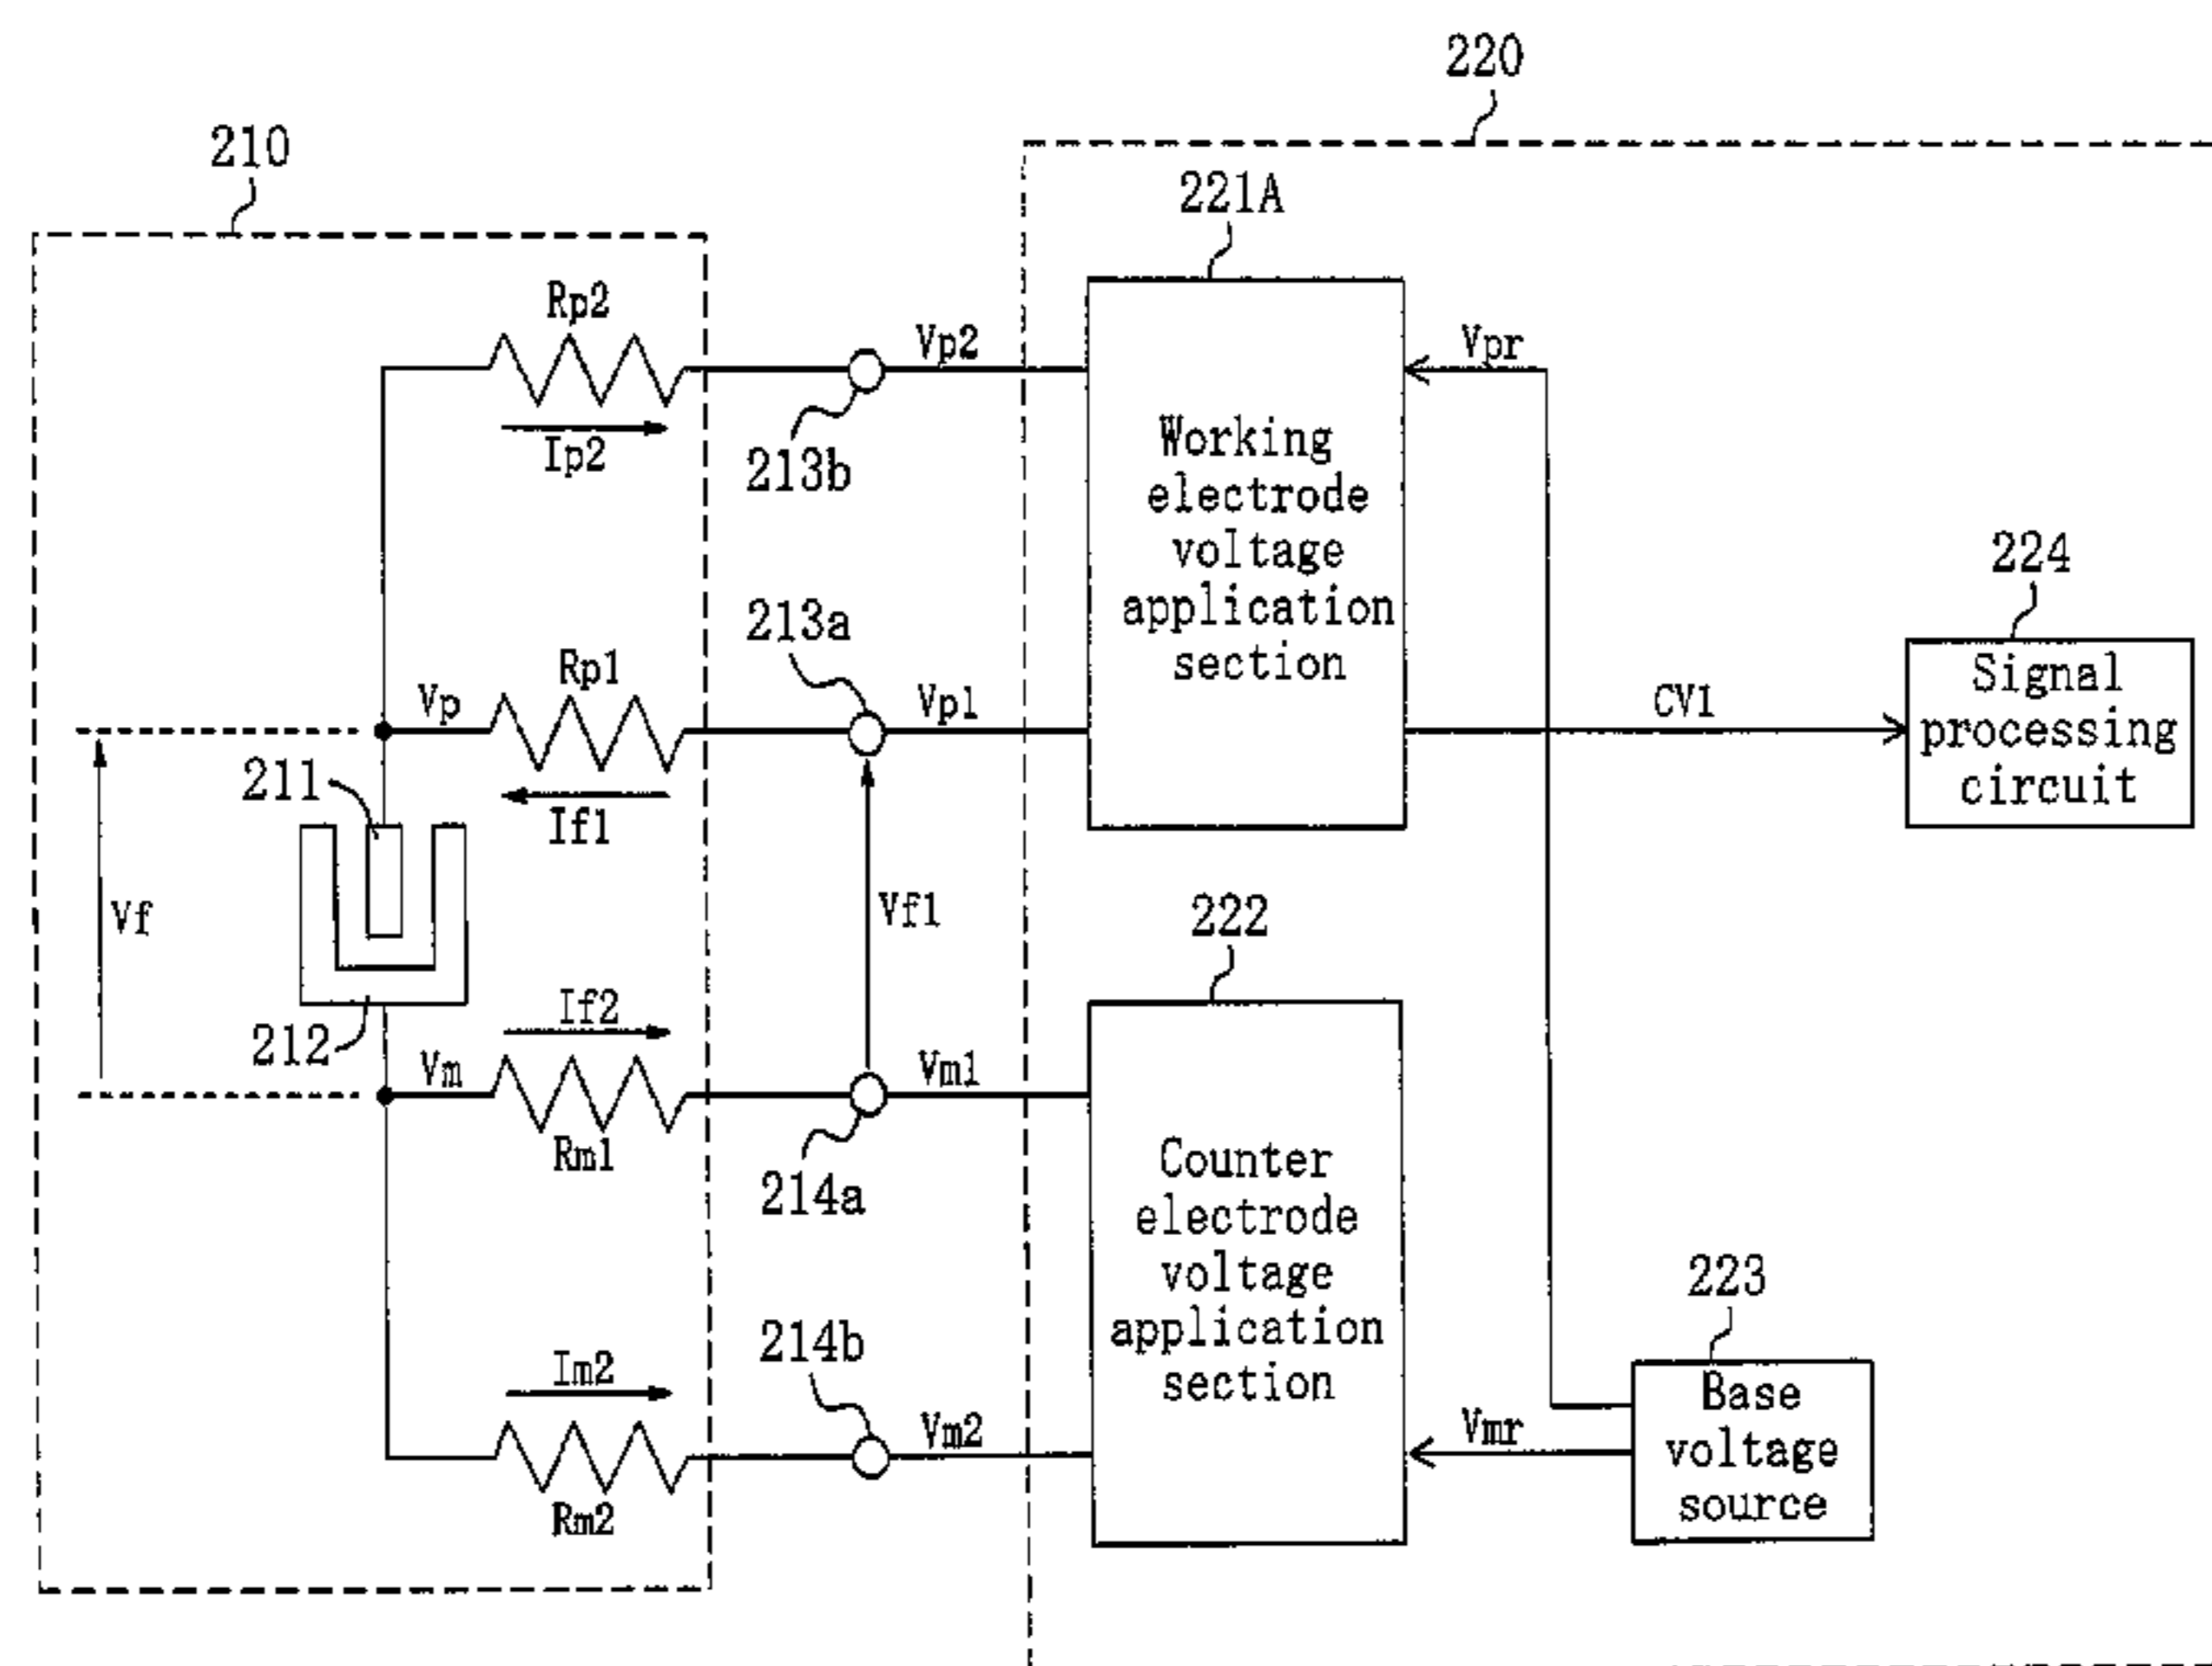 220
210
221A
Rp2
Vp2
Vpr
Ip2
213b
Working
electrode
voltage
application
section
224
213a
Signal
processing
circuit
Rp1
Vp
Vp1
CV1
211
If1
Vf
Vf1
222
If2
212
Vm
Vm1
Rm1
214a
Counter
electrode
voltage
application
section
223
214b
Im2
Base
voltage
source
Vm2
Vmr
Rm2